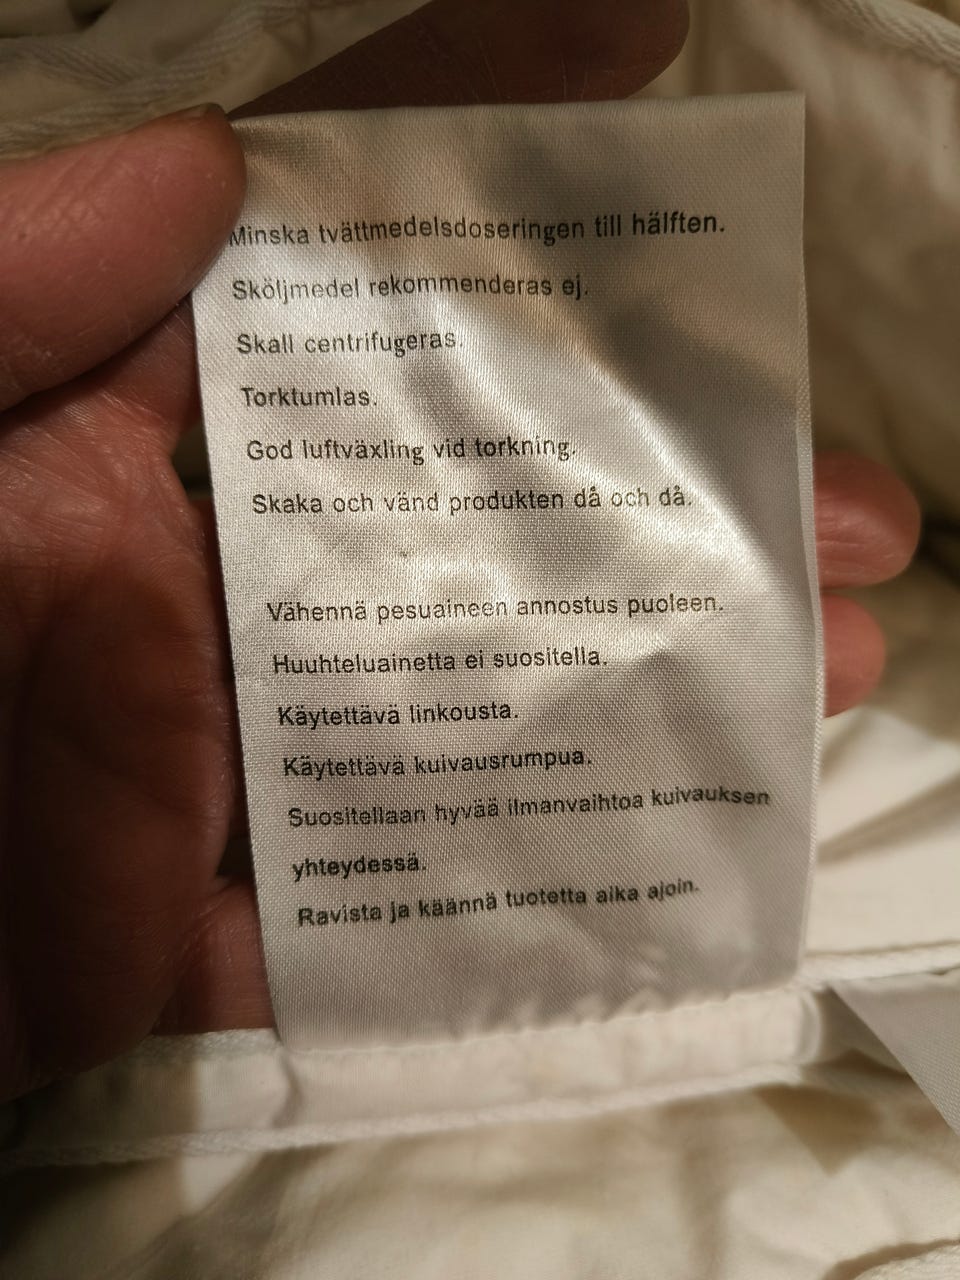 Minska tvättmedelsdoseringen till hälften.
Sköljmedel rekommenderas ej.
Skall centrifugeras.
Torktumlas.
God luftväxling vid torkning.
Skaka och vänd produkten då och då.
Vähennä pesuaineen annostus puoleen.
Huuhteluainetta ei suositella.
Käytettävä linkousta.
Käytettävä kuivausrumpua.
Suositellaan hyvää ilmanvaihtoa kuivauksen
yhteydessä.
Ravista ja käännä tuotetta aika ajoin.